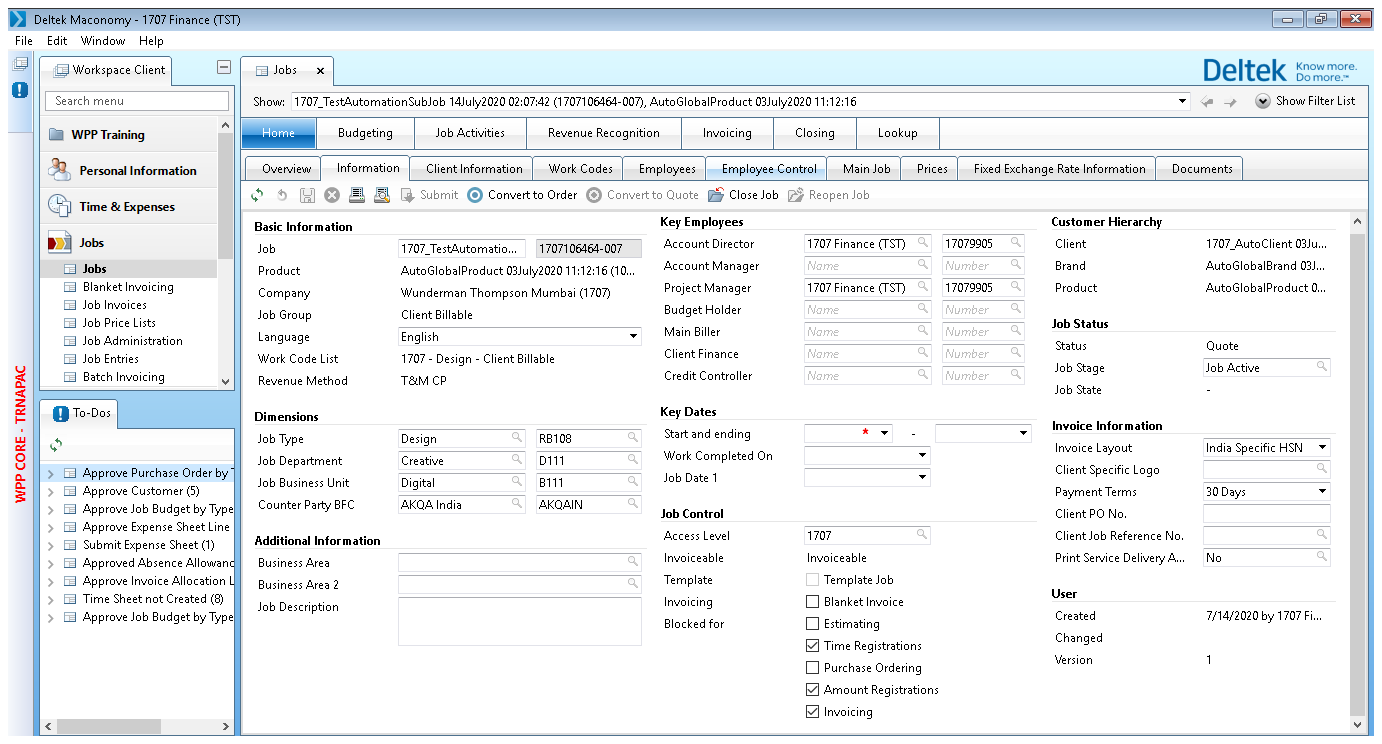 Deltek Maconomy - 1707 Finance (TST)
File Edit Window Help
Workspace Client
Search menu
WPP Training
Personal Information
Time & Expenses
Jobs
Jobs
Blanket Invoicing
Job Invoices
Job Price Lists
Job Administration
Job Entries
Batch Invoicing
WPP CORE - TRNAPAC
To-Dos
Approve Purchase Order by T
Approve Customer (5)
Approve Job Budget by Type
Approve Expense Sheet Line
Submit Expense Sheet (1)
Approved Absence Allowanc
Approve Invoice Allocation L
Time Sheet not Created (8)
Approve Job Budget by Type
Jobs
Deltek Know more.
Do more.™
Show: 1707_TestAutomationSubJob 14July2020 02:07:42 (1707106464-007), AutoGlobalProduct 03July2020 11:12:16 Show Filter List
Home Budgeting Job Activities Revenue Recognition Invoicing Closing Lookup
Overview Information Client Information Work Codes Employees Employee Control Main Job Prices Fixed Exchange Rate Information Documents
Submit Convert to Order Convert to Quote Close Job Reopen Job
Basic Information
Job 1707_TestAutomatio... 1707106464-007
Product AutoGlobalProduct 03July2020 11:12:16 (10...
Company Wunderman Thompson Mumbai (1707)
Job Group Client Billable
Language English
Work Code List 1707 - Design - Client Billable
Revenue Method T&M CP
Dimensions
Job Type Design RB108
Job Department Creative D111
Job Business Unit Digital B111
Counter Party BFC AKQA India AKQAIN
Additional Information
Business Area
Business Area 2
Job Description
Key Employees
Account Director 1707 Finance (TST) 17079905
Account Manager Name Number
Project Manager 1707 Finance (TST) 17079905
Budget Holder Name Number
Main Biller Name Number
Client Finance Name Number
Credit Controller Name Number
Key Dates
Start and ending * -
Work Completed On
Job Date 1
Job Control
Access Level 1707
Invoiceable Invoiceable
Template Template Job
Invoicing Blanket Invoice
Blocked for Estimating
Time Registrations
Purchase Ordering
Amount Registrations
Invoicing
Customer Hierarchy
Client 1707_AutoClient 03Ju...
Brand AutoGlobalBrand 03J...
Product AutoGlobalProduct 0...
Job Status
Status Quote
Job Stage Job Active
Job State -
Invoice Information
Invoice Layout India Specific HSN
Client Specific Logo
Payment Terms 30 Days
Client PO No.
Client Job Reference No.
Print Service Delivery A... No
User
Created 7/14/2020 by 1707 Fi...
Changed
Version 1